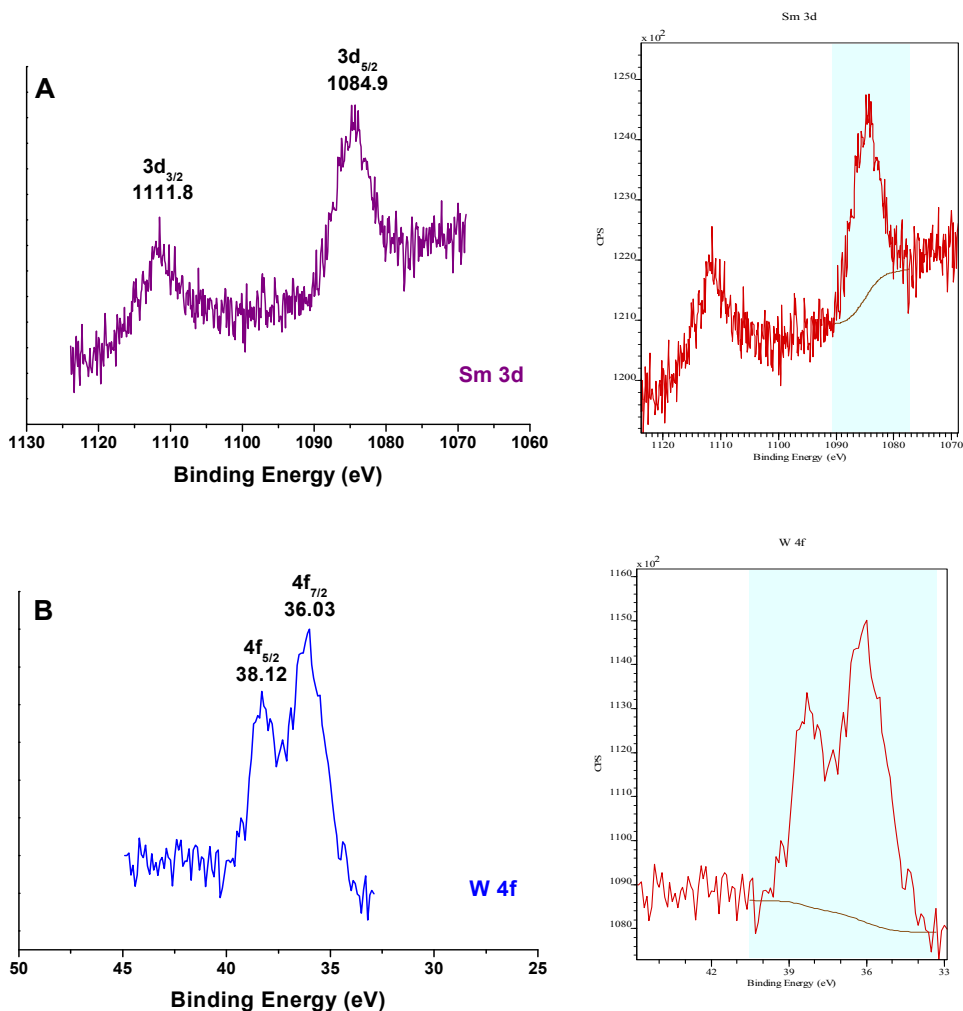 A
3d5/2
1084.9
3d3/2
1111.8
Sm 3d
1130 1120 1110 1100 1090 1080 1070 1060
Binding Energy (eV)
Sm 3d
x 10^2
1250
1240
1230
1220
1210
1200
CPS
1120 1110 1100 1090 1080 1070
Binding Energy (eV)
B
4f7/2
36.03
4f5/2
38.12
W 4f
50 45 40 35 30 25
Binding Energy (eV)
W 4f
x 10^2
1160
1150
1140
1130
1120
1110
1100
1090
1080
CPS
42 39 36 33
Binding Energy (eV)